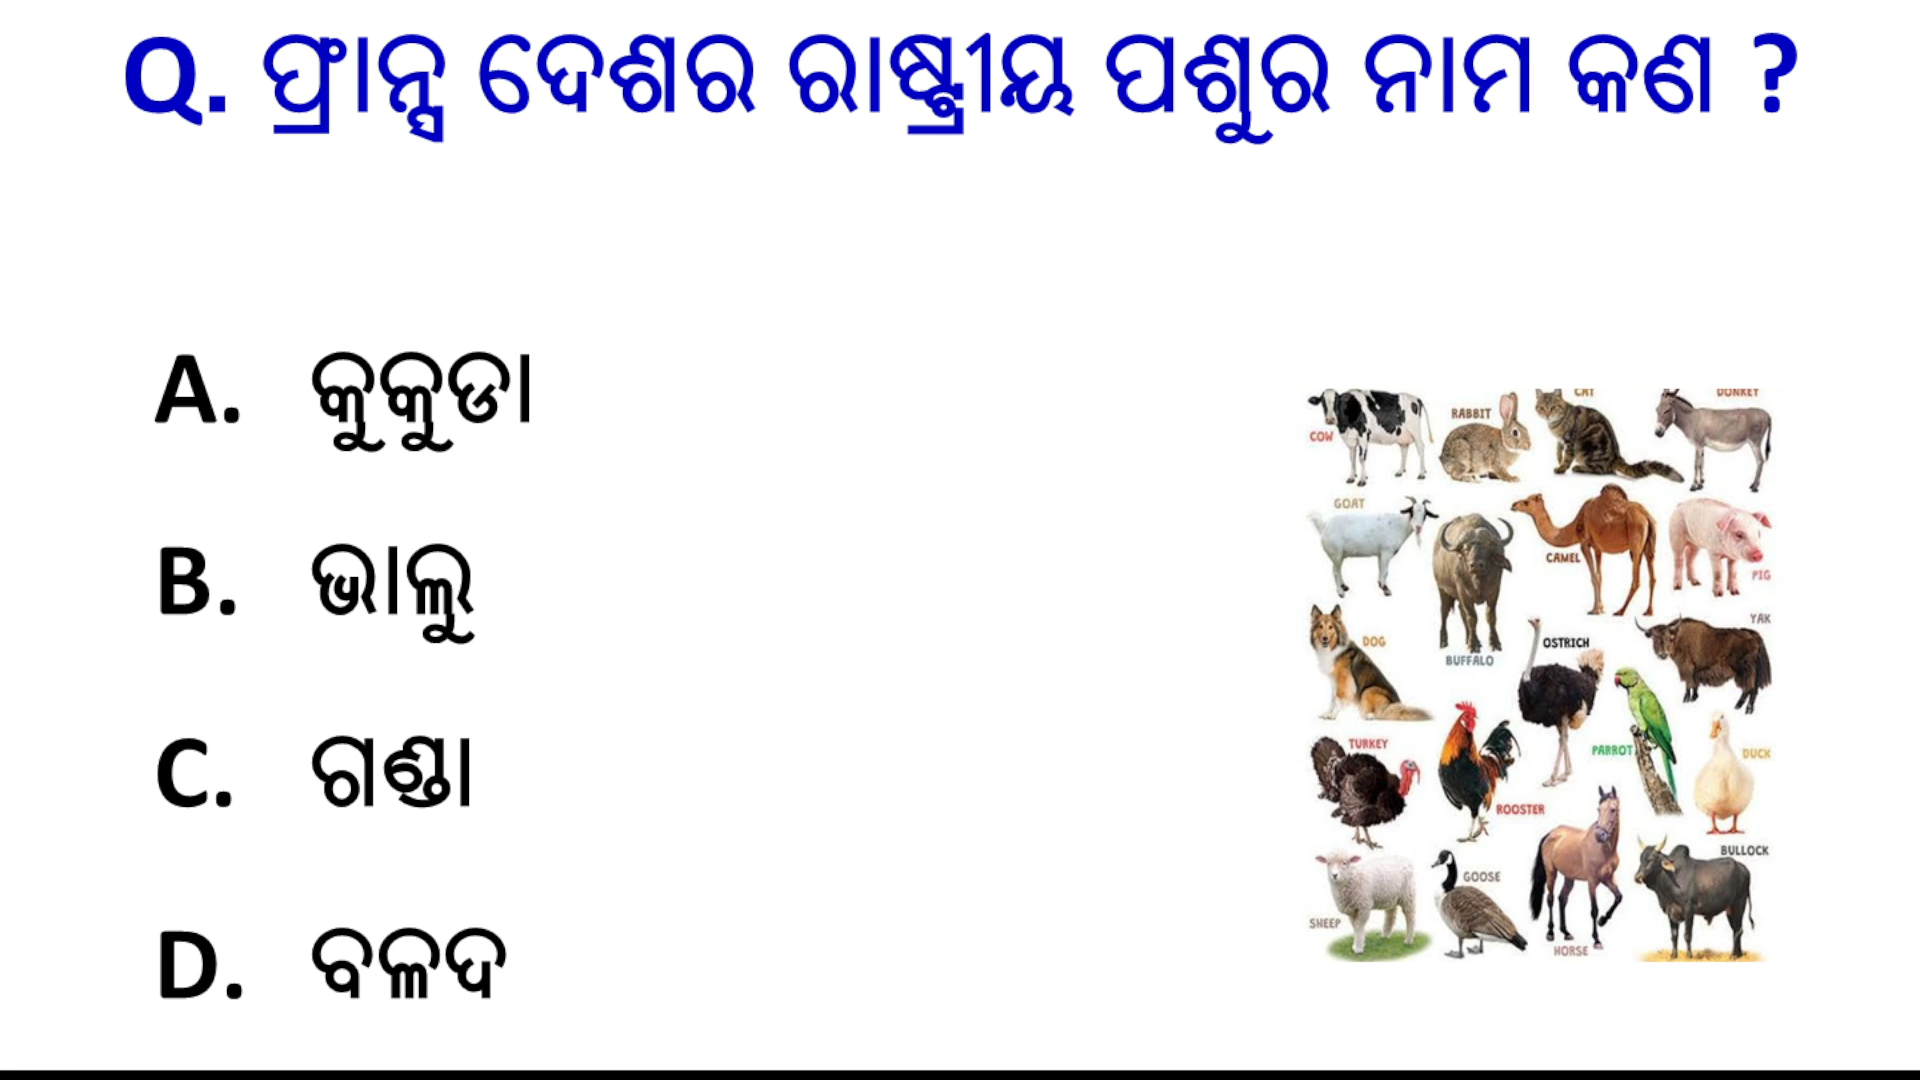 Q. ଫ୍ରାନ୍ସ ଦେଶର ରାଷ୍ଟ୍ରୀୟ ପଶୁର ନାମ କଣ ?
A. କୁକୁଡା
B. ଭାଲୁ
C. ଗଣ୍ଡା
D. ବଳଦ
COW
RABBIT
CAT
DONKEY
GOAT
BUFFALO
CAMEL
PIG
DOG
OSTRICH
YAK
TURKEY
ROOSTER
PARROT
DUCK
SHEEP
GOOSE
HORSE
BULLOCK